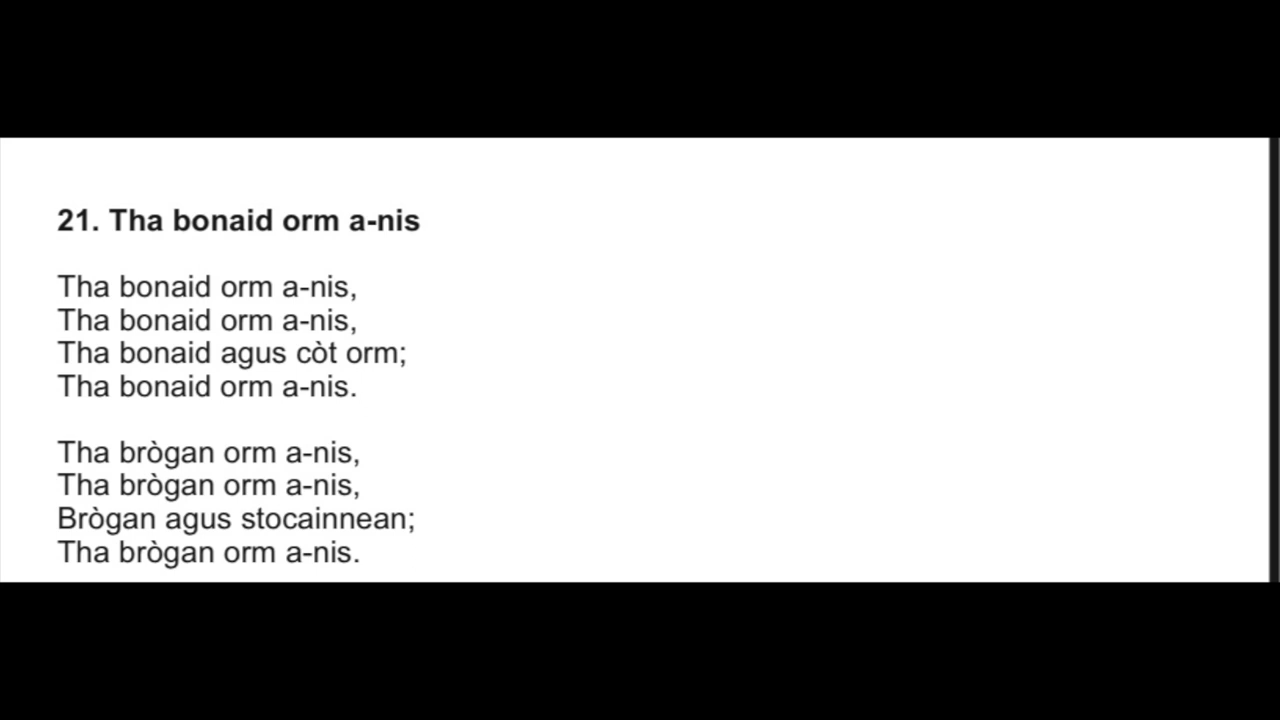 21. Tha bonaid orm a-nis
Tha bonaid orm a-nis,
Tha bonaid orm a-nis,
Tha bonaid agus còt orm;
Tha bonaid orm a-nis.
Tha brògan orm a-nis,
Tha brògan orm a-nis,
Brògan agus stocainnean;
Tha brògan orm a-nis.